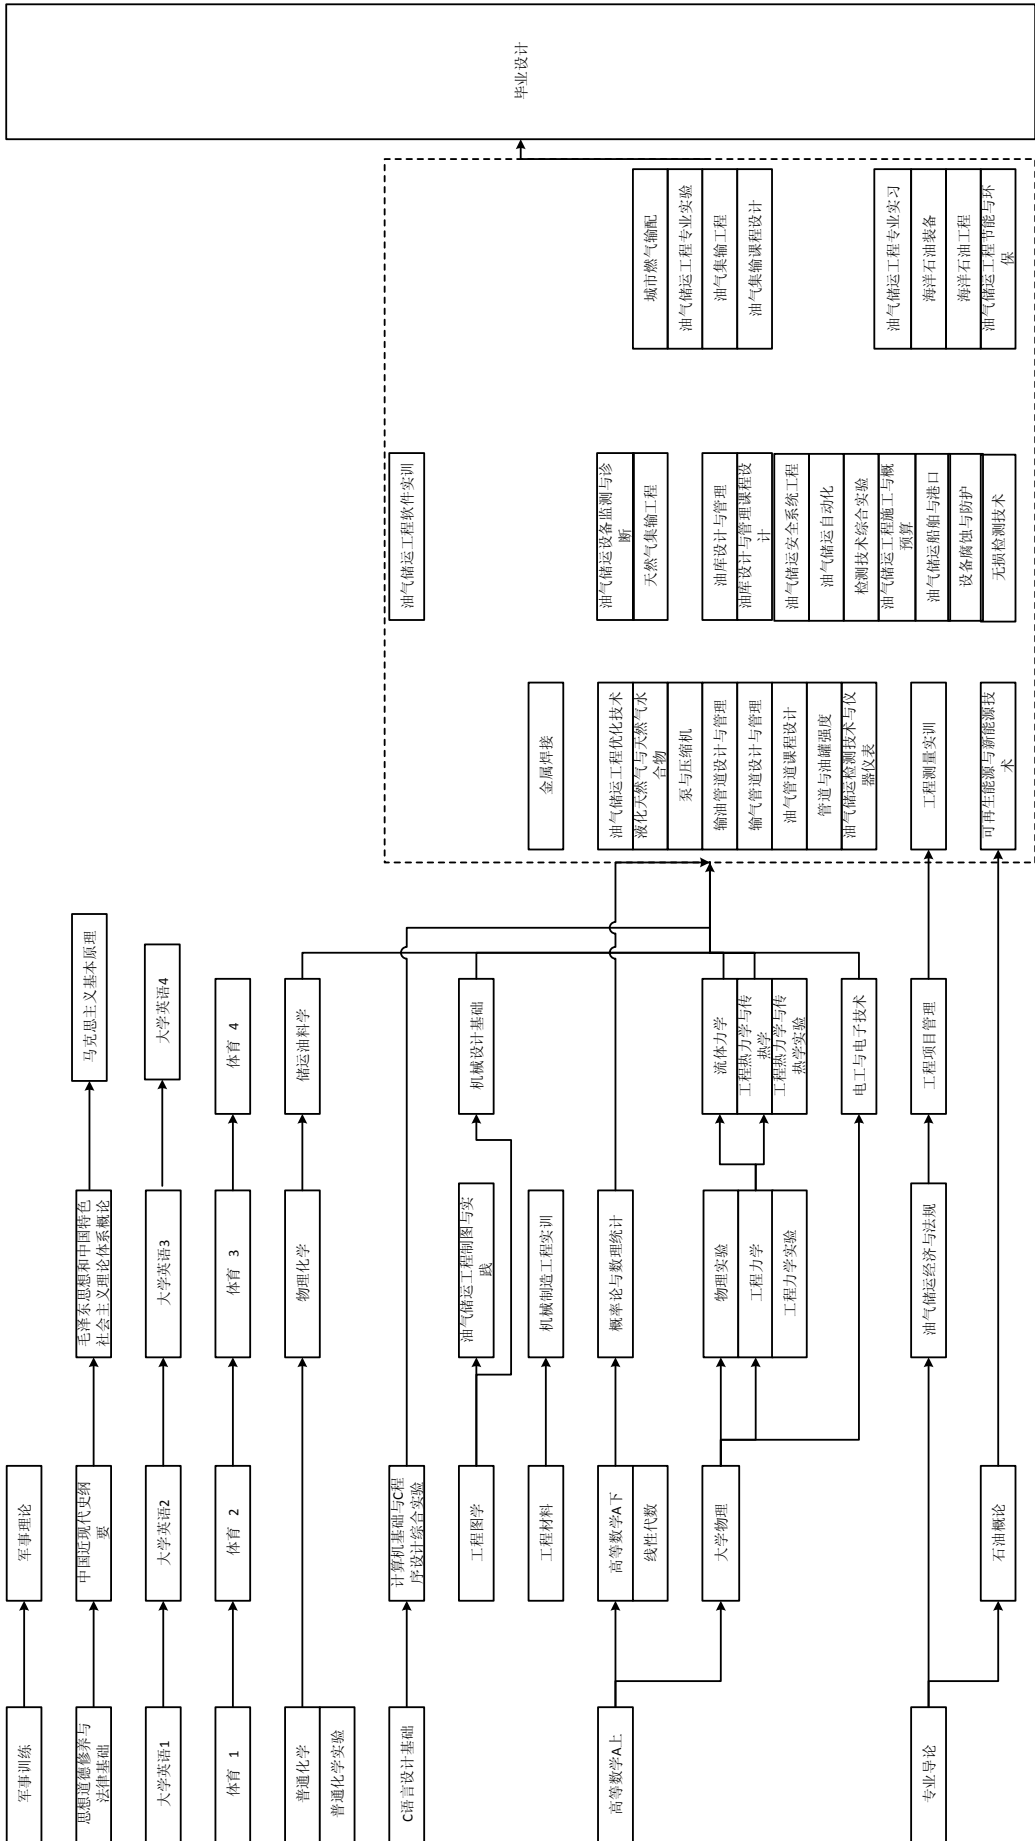 毕业设计
城市燃气输配
油气储运工程专业实验
油气集输工程
油气集输课程设计
油气储运工程专业实习
海洋石油装备
海洋石油工程
油气储运工程节能与环
保
油气储运工程软件实训
油气储运设备监测与诊
断
天然气集输工程
油库设计与管理
油库设计与管理课程设
计
油气储运安全系统工程
油气储运自动化
检测技术综合实验
油气储运工程施工与概
预算
油气储运船舶与港口
设备腐蚀与防护
无损检测技术
金属焊接
油气储运工程优化技术
液化天然气与天然气水
合物
泵与压缩机
输油管道设计与管理
输气管道设计与管理
油气管道课程设计
管道与油罐强度
油气储运检测技术与仪
器仪表
工程测量实训
可再生能源与新能源技
术
马克思主义基本原理
大学英语4
体育 4
储运油料学
机械设计基础
流体力学
工程热力学与传
热学
工程热力学与传
热学实验
电工与电子技术
工程项目管理
毛泽东思想和中国特色
社会主义理论体系概论
大学英语3
体育 3
物理化学
油气储运工程制图与实
践
机械制造工程实训
概率论与数理统计
物理实验
工程力学
工程力学实验
油气储运经济与法规
军事理论
中国近现代史纲
要
大学英语2
体育 2
计算机基础与C程
序设计综合实验
工程图学
工程材料
高等数学A下
线性代数
大学物理
石油概论
军事训练
思想道德修养与
法律基础
大学英语1
体育 1
普通化学
普通化学实验
C语言设计基础
高等数学A上
专业导论